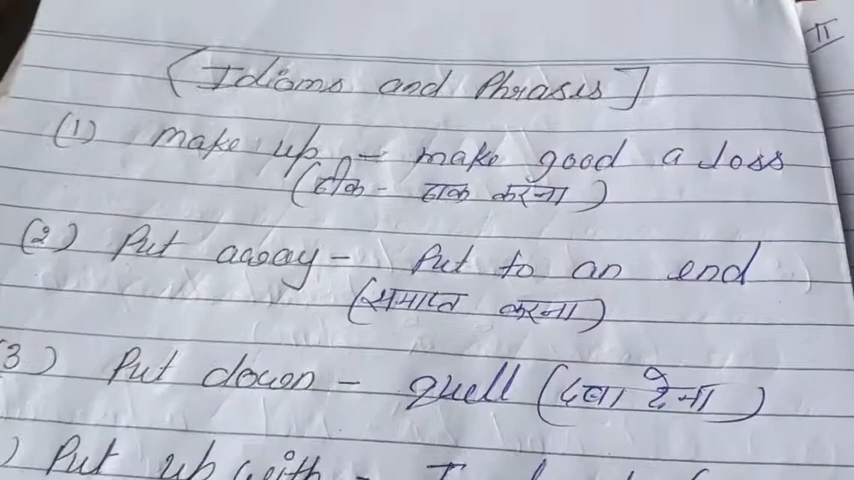 II
(Idioms and Phrases]
(1) make up - make good a loss
(ठीक-ठाक करना)
(2) Put away - Put to an end
(समाप्त करना)
3) Put down - quell (दबा देना)
) Put up with -